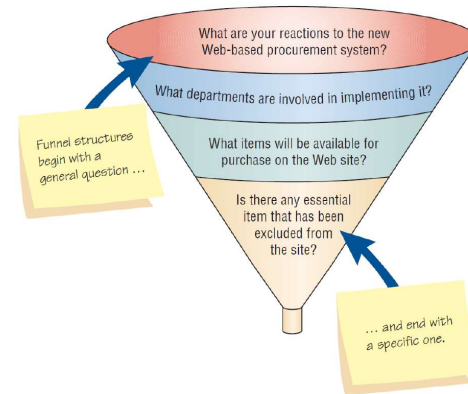 What are your reactions to the new
Web-based procurement system?
What departments are involved in implementing it?
Funnel structures
begin with a
general question ...
What items will be available for
purchase on the Web site?
Is there any essential
item that has been
excluded from
the site?
... and end with
a specific one.